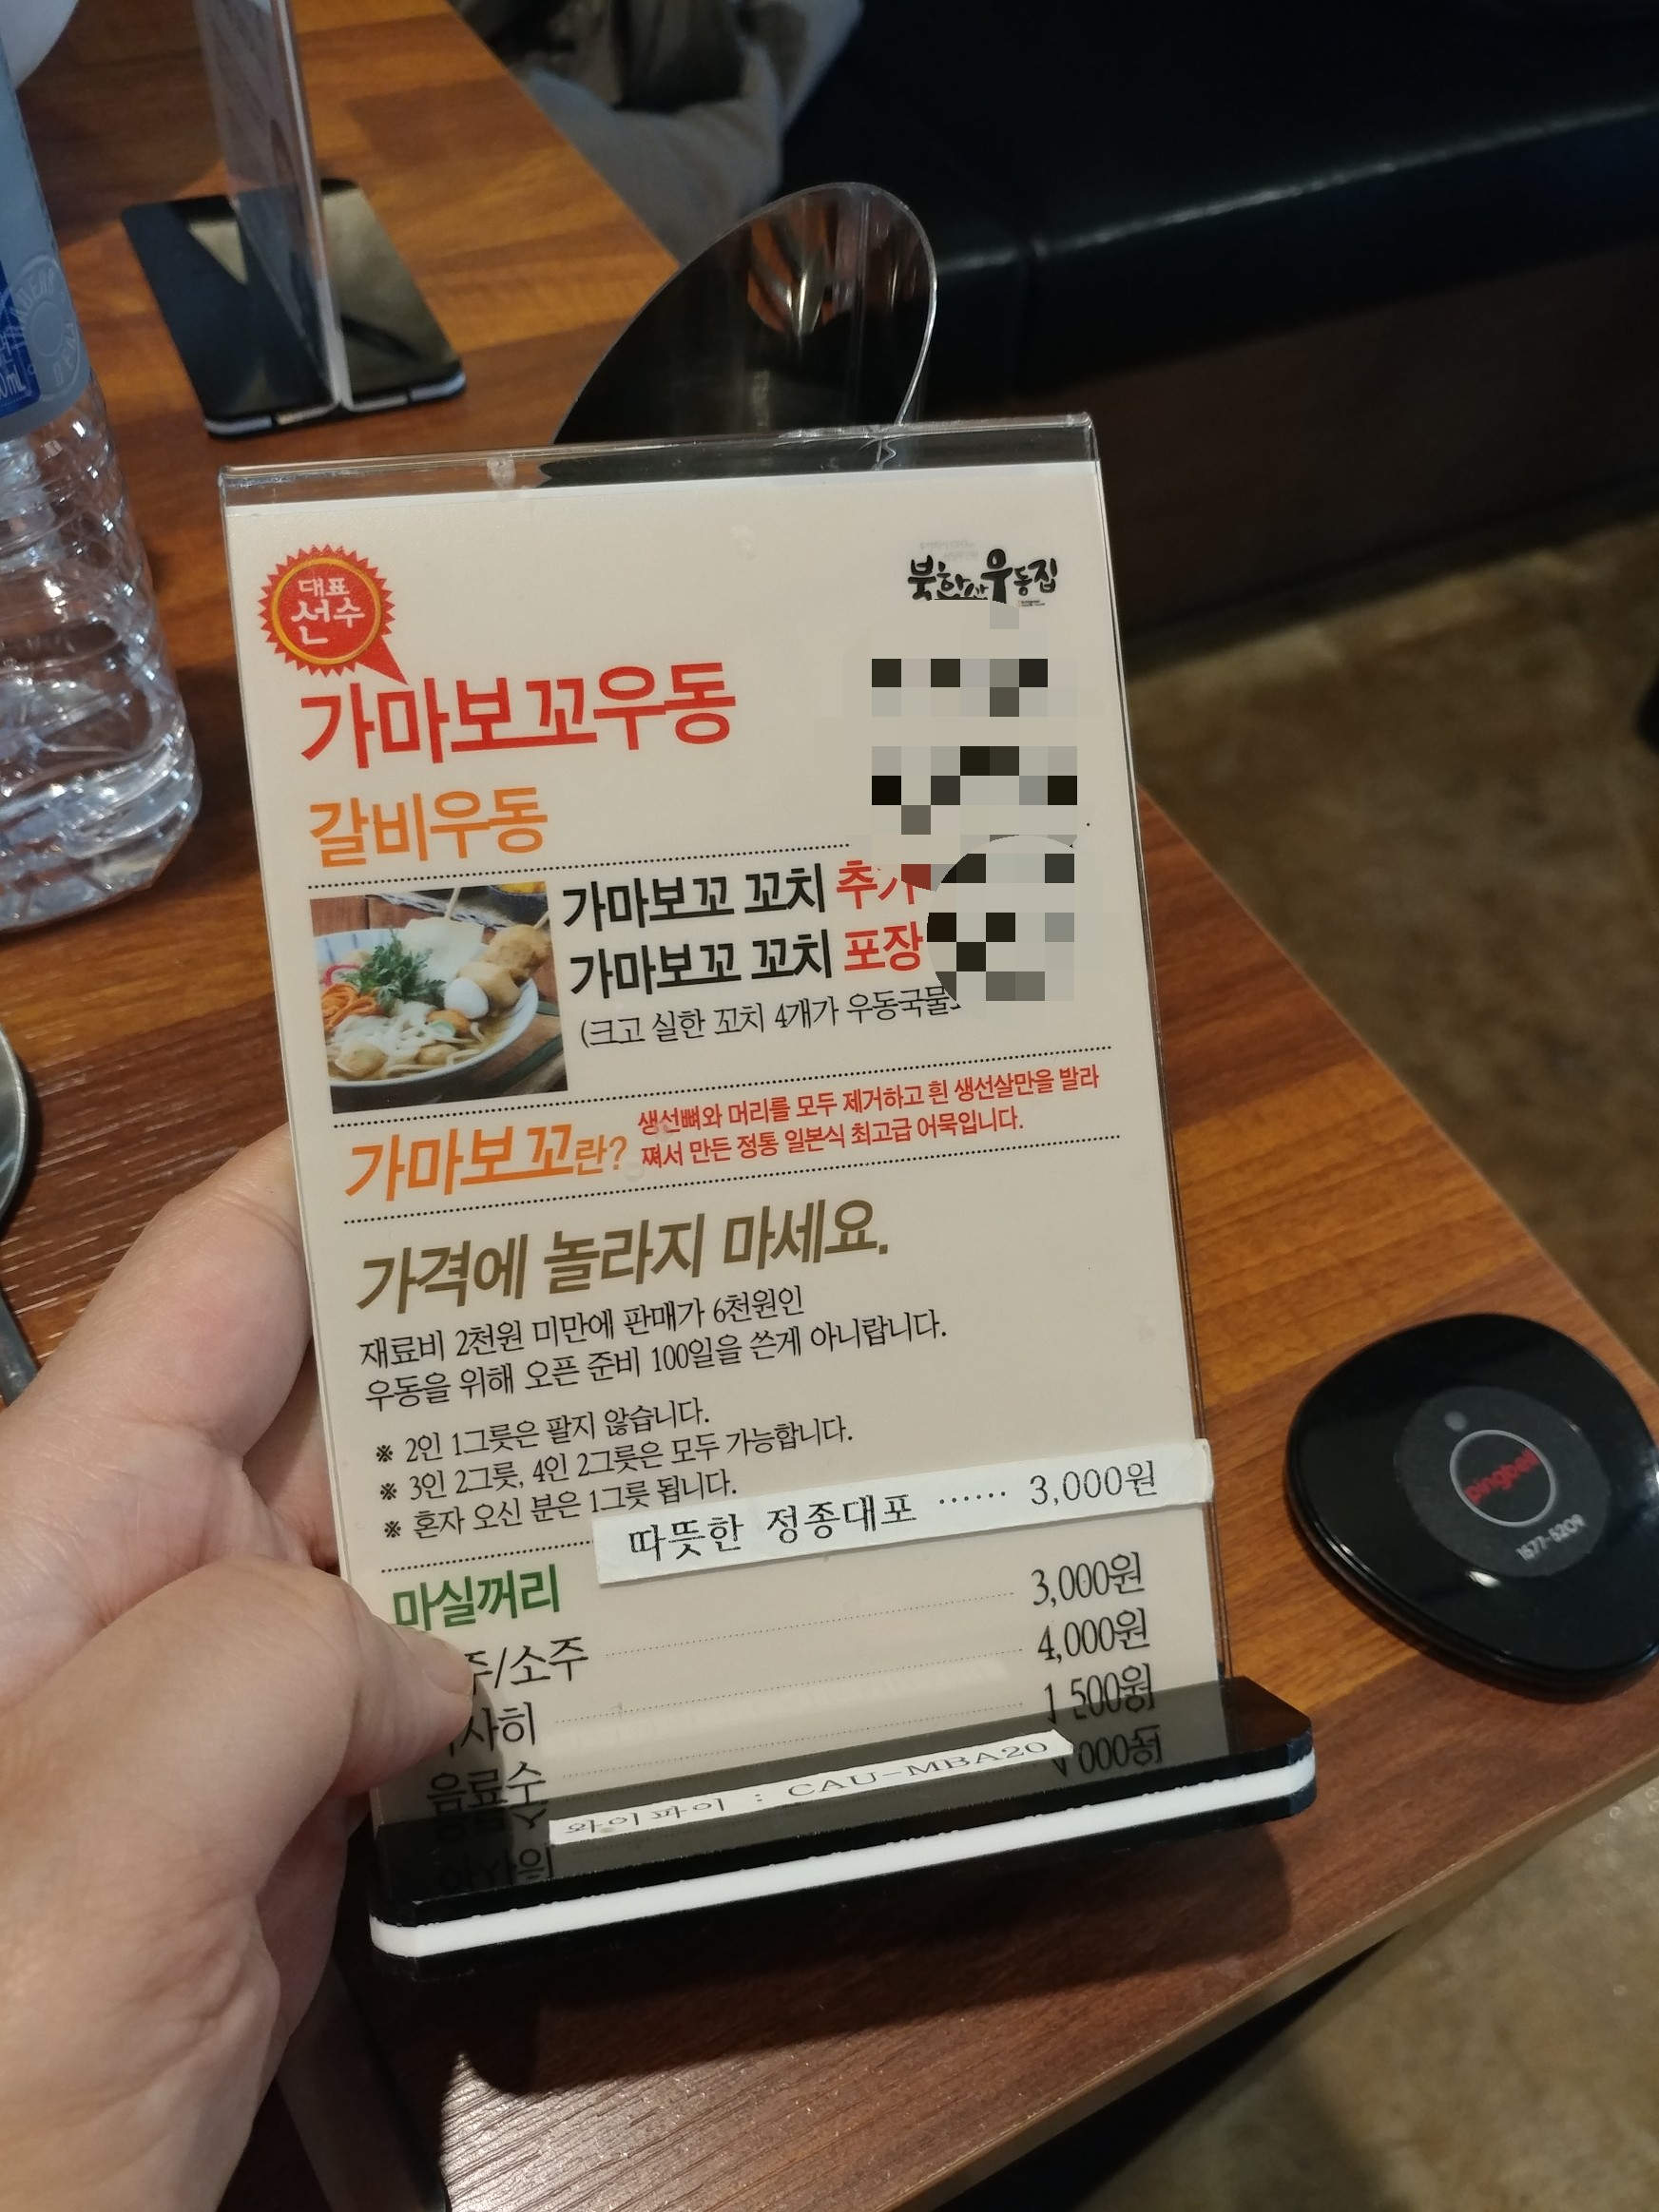 대표
선수
북한산우동집
가마보꼬우동
갈비우동
가마보꼬 꼬치 추가
가마보꼬 꼬치 포장
(크고 실한 꼬치 4개가 우동국물
가마보꼬란?
생선뼈와 머리를 모두 제거하고 흰 생선살만을 발라
쪄서 만든 정통 일본식 최고급 어묵입니다.
가격에 놀라지 마세요.
재료비 2천원 미만에 판매가 6천원인
우동을 위해 오픈 준비 100일을 쓴게 아니랍니다.
※ 2인 1그릇은 팔지 않습니다.
※ 3인 2그릇, 4인 2그릇은 모두 가능합니다.
※ 혼자 오신 분은 1그릇 됩니다.
따뜻한 정종대포 ...... 3,000원
마실꺼리
/소주 3,000원
4,000원
음료수 1,500원
와이파이 : CAU-MBA20
pingbell
1577-5209